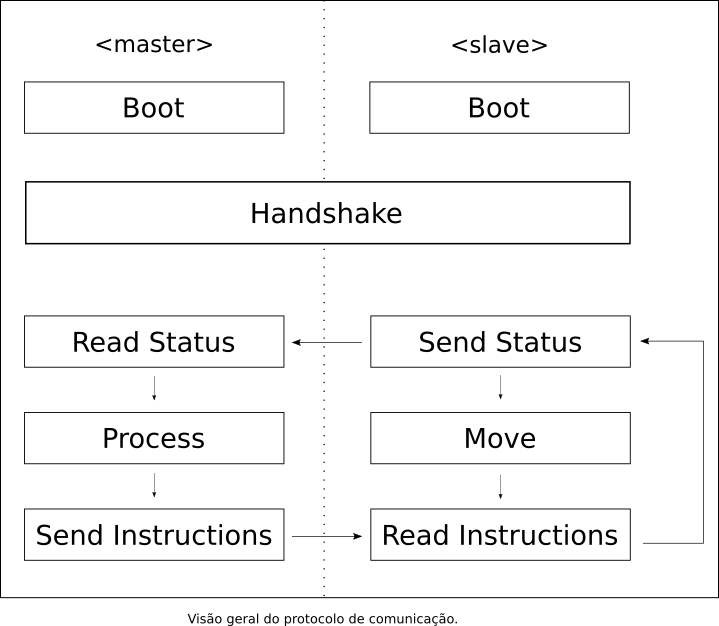 <master>
<slave>
Boot
Boot
Handshake
Read Status
Send Status
Process
Move
Send Instructions
Read Instructions
Visão geral do protocolo de comunicação.